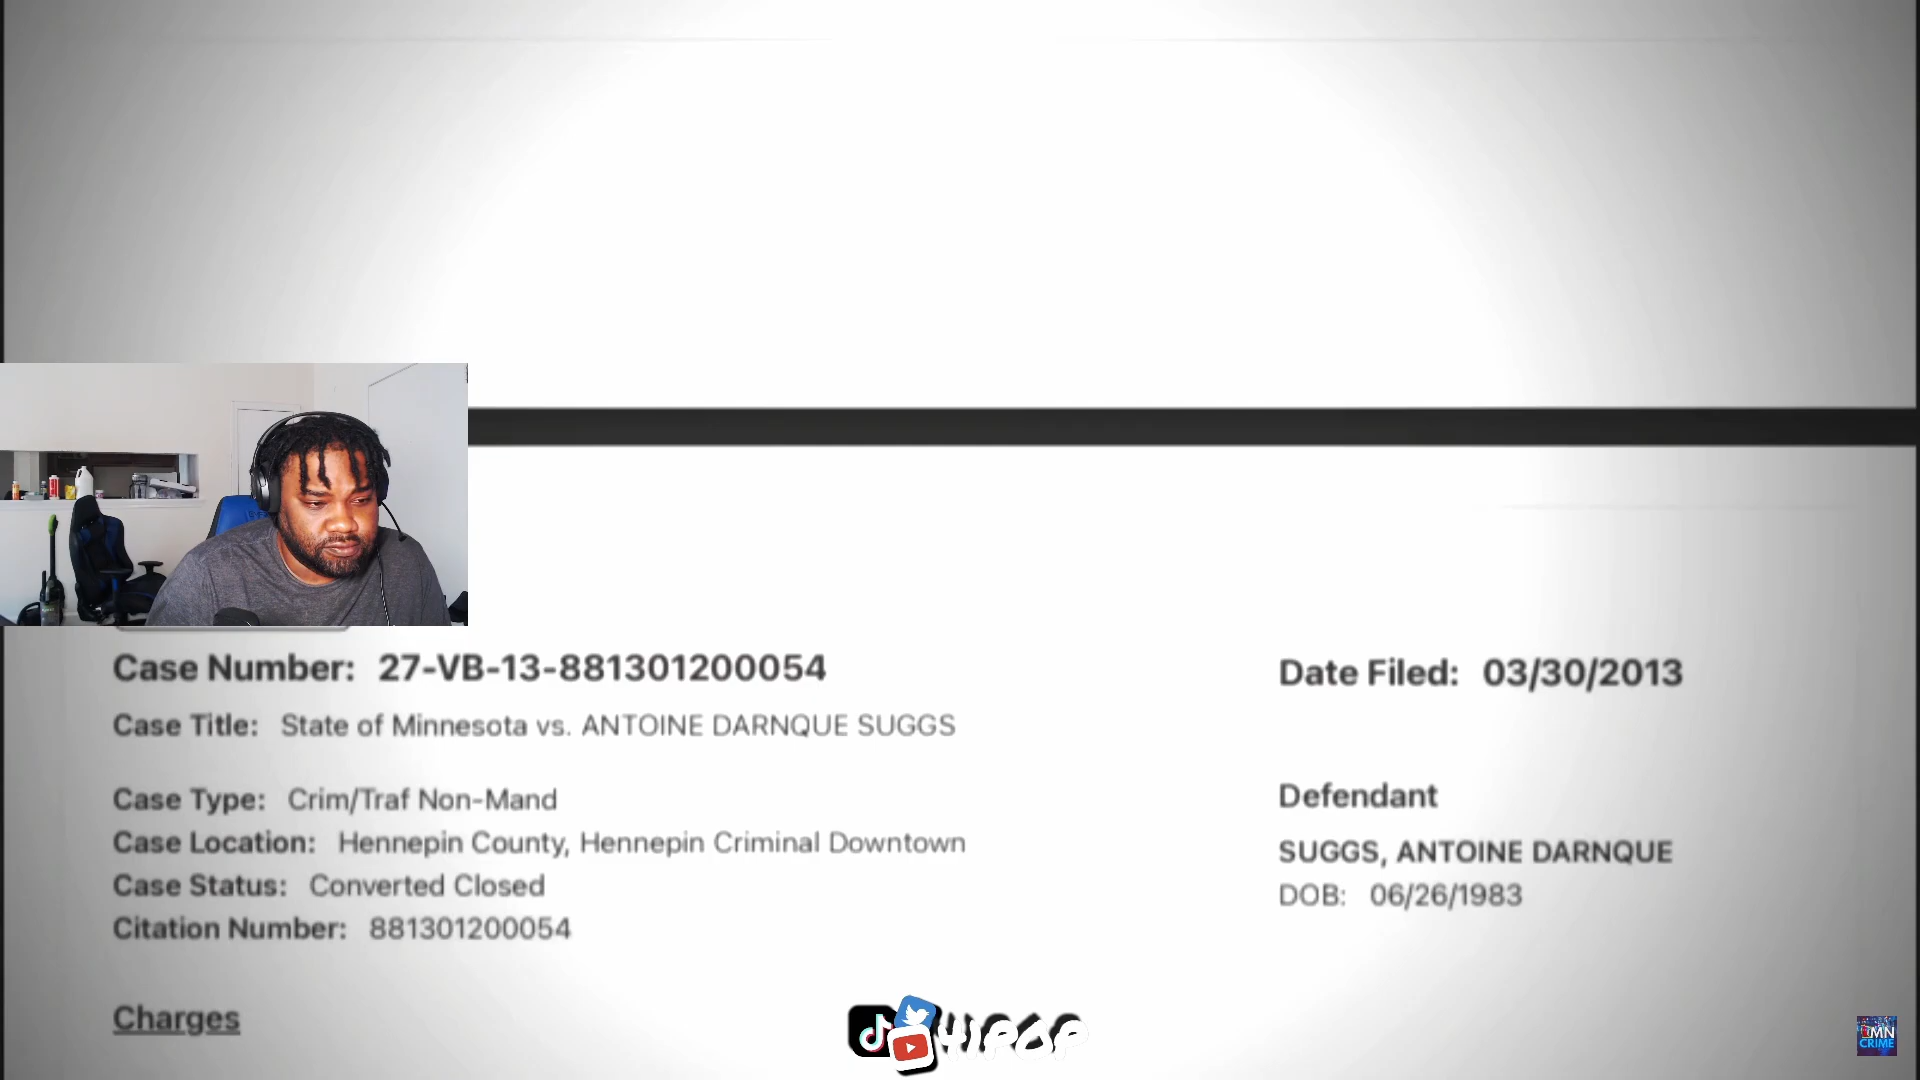 Case Number: 27-VB-13-881301200054
Date Filed: 03/30/2013
Case Title: State of Minnesota vs. ANTOINE DARNQUE SUGGS
Case Type: Crim/Traf Non-Mand
Case Location: Hennepin County, Hennepin Criminal Downtown
Case Status: Converted Closed
Citation Number: 881301200054
Defendant
SUGGS, ANTOINE DARNQUE
DOB: 06/26/1983
Charges
MN
CRIME